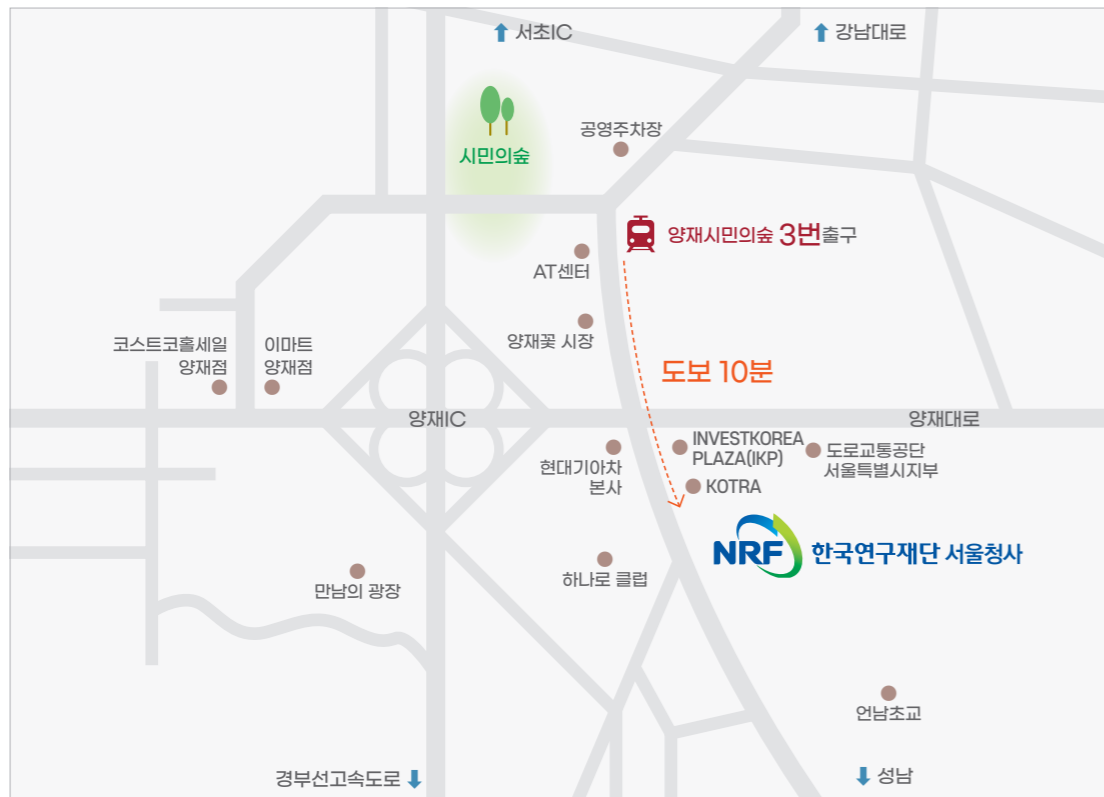 서초IC
강남대로
공영주차장
시민의숲
양재시민의숲 3번출구
AT센터
양재꽃 시장
코스트코홀세일
양재점
이마트
양재점
도보 10분
양재IC
양재대로
현대기아차
본사
INVESTKOREA
PLAZA(IKP)
도로교통공단
서울특별시지부
KOTRA
NRF 한국연구재단 서울청사
만남의 광장
하나로 클럽
언남초교
경부선고속도로
성남